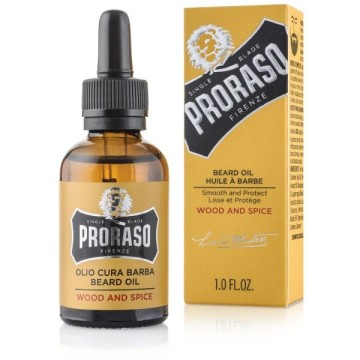 SINGLE BLADE
PRORASO
FIRENZE
OLIO CURA BARBA
BEARD OIL
WOOD AND SPICE
SINGLE BLADE
PRORASO
FIRENZE
BEARD OIL
HUILE À BARBE
Smooth and Protect
Lisse et Protège
WOOD AND SPICE
1.0 FL.OZ.